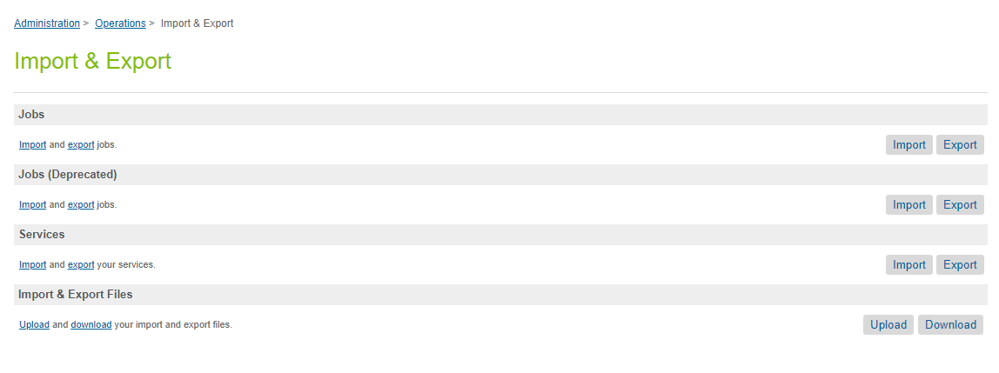 Administration > Operations > Import & Export
Import & Export
Jobs
Import and export jobs. Import Export
Jobs (Deprecated)
Import and export jobs. Import Export
Services
Import and export your services. Import Export
Import & Export Files
Upload and download your import and export files. Upload Download